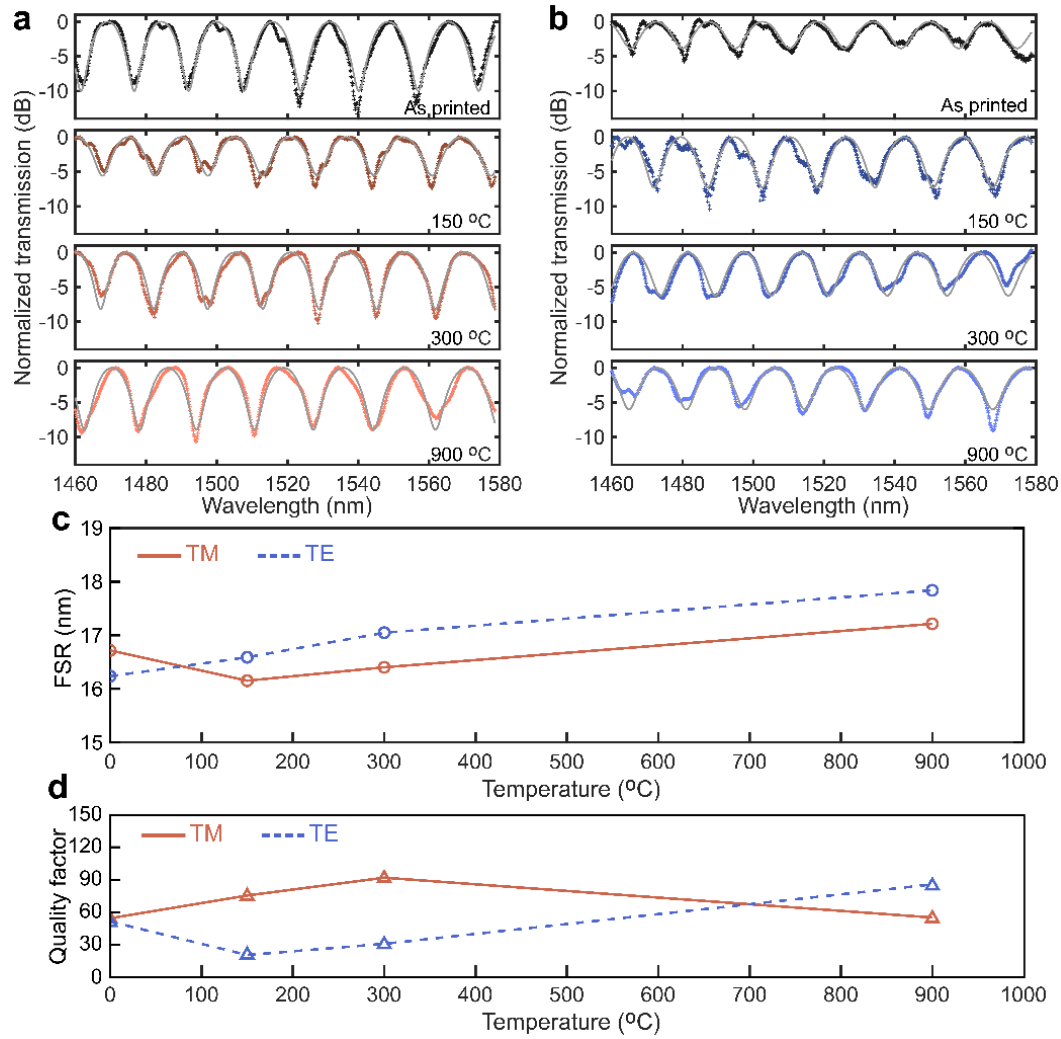 a
b
Normalized transmission (dB)
Normalized transmission (dB)
0
-5
-10
As printed
0
-5
-10
150 ºC
0
-5
-10
300 ºC
0
-5
-10
900 ºC
1460 1480 1500 1520 1540 1560 1580
Wavelength (nm)
0
-5
-10
As printed
0
-5
-10
150 ºC
0
-5
-10
300 ºC
0
-5
-10
900 ºC
1460 1480 1500 1520 1540 1560 1580
Wavelength (nm)
c
TM TE
FSR (nm)
19
18
17
16
15
0 100 200 300 400 500 600 700 800 900 1000
Temperature (ºC)
d
TM TE
Quality factor
150
120
90
60
30
0
0 100 200 300 400 500 600 700 800 900 1000
Temperature (ºC)